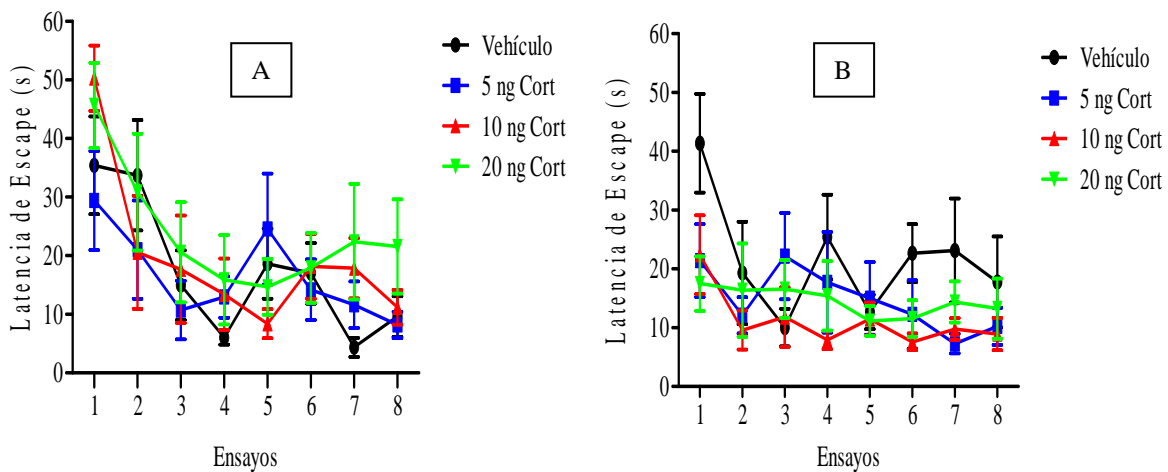 A
Latencia de Escape (s)
60
50
40
30
20
10
0
1 2 3 4 5 6 7 8
Ensayos
Vehículo
5 ng Cort
10 ng Cort
20 ng Cort
B
Latencia de Escape (s)
60
50
40
30
20
10
0
1 2 3 4 5 6 7 8
Ensayos
Vehículo
5 ng Cort
10 ng Cort
20 ng Cort